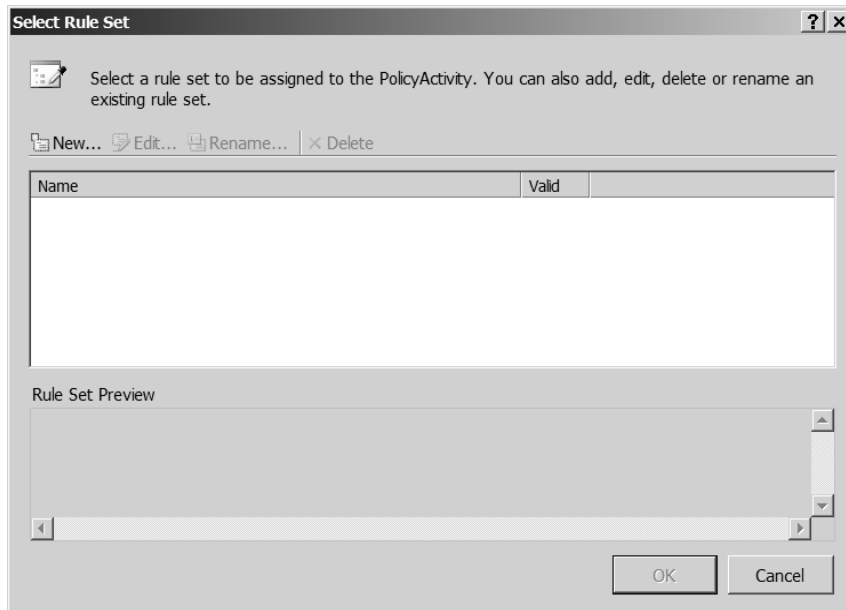 Select Rule Set
Select a rule set to be assigned to the PolicyActivity. You can also add, edit, delete or rename an
existing rule set.
New... Edit... Rename... Delete
Name Valid
Rule Set Preview
OK Cancel